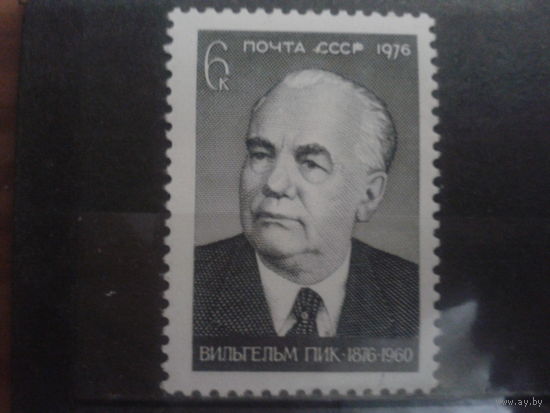 6к ПОЧТА СССР 1976
ВИЛЬГЕЛЬМ ПИК·1876·1960
www.ay.by